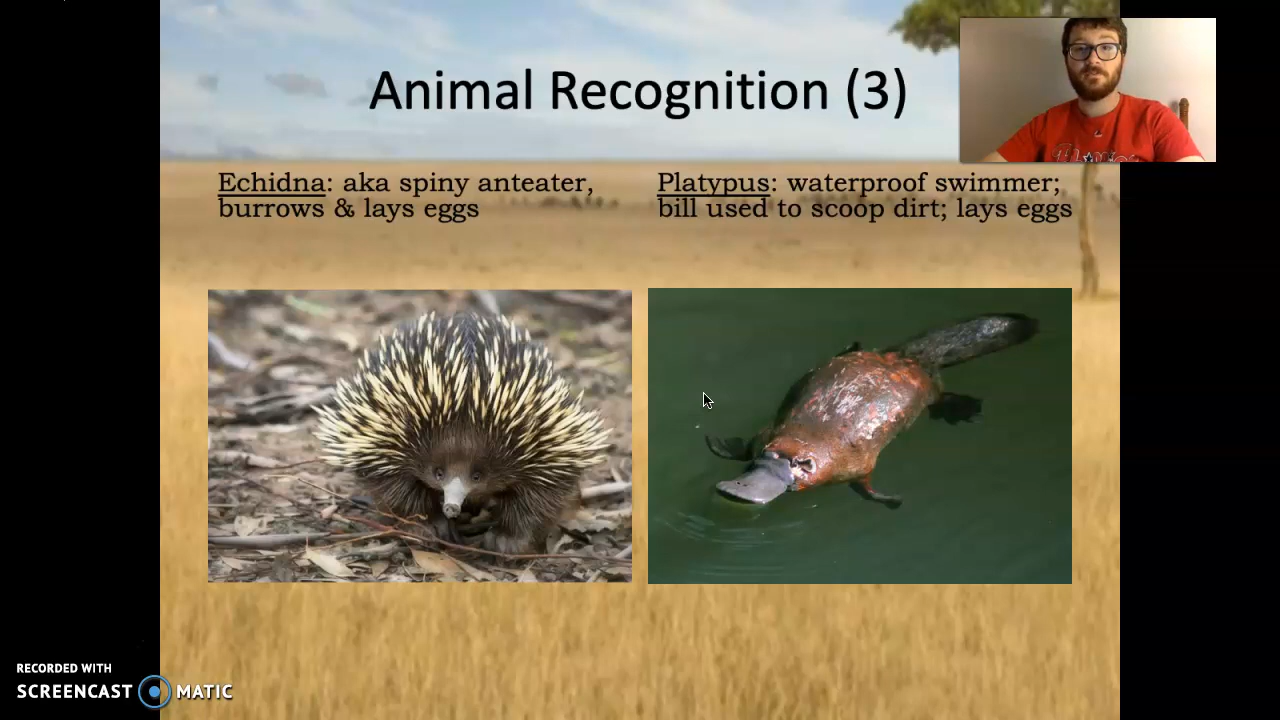 Animal Recognition (3)
Echidna: aka spiny anteater,
burrows & lays eggs
Platypus: waterproof swimmer;
bill used to scoop dirt; lays eggs
RECORDED WITH
SCREENCAST MATIC